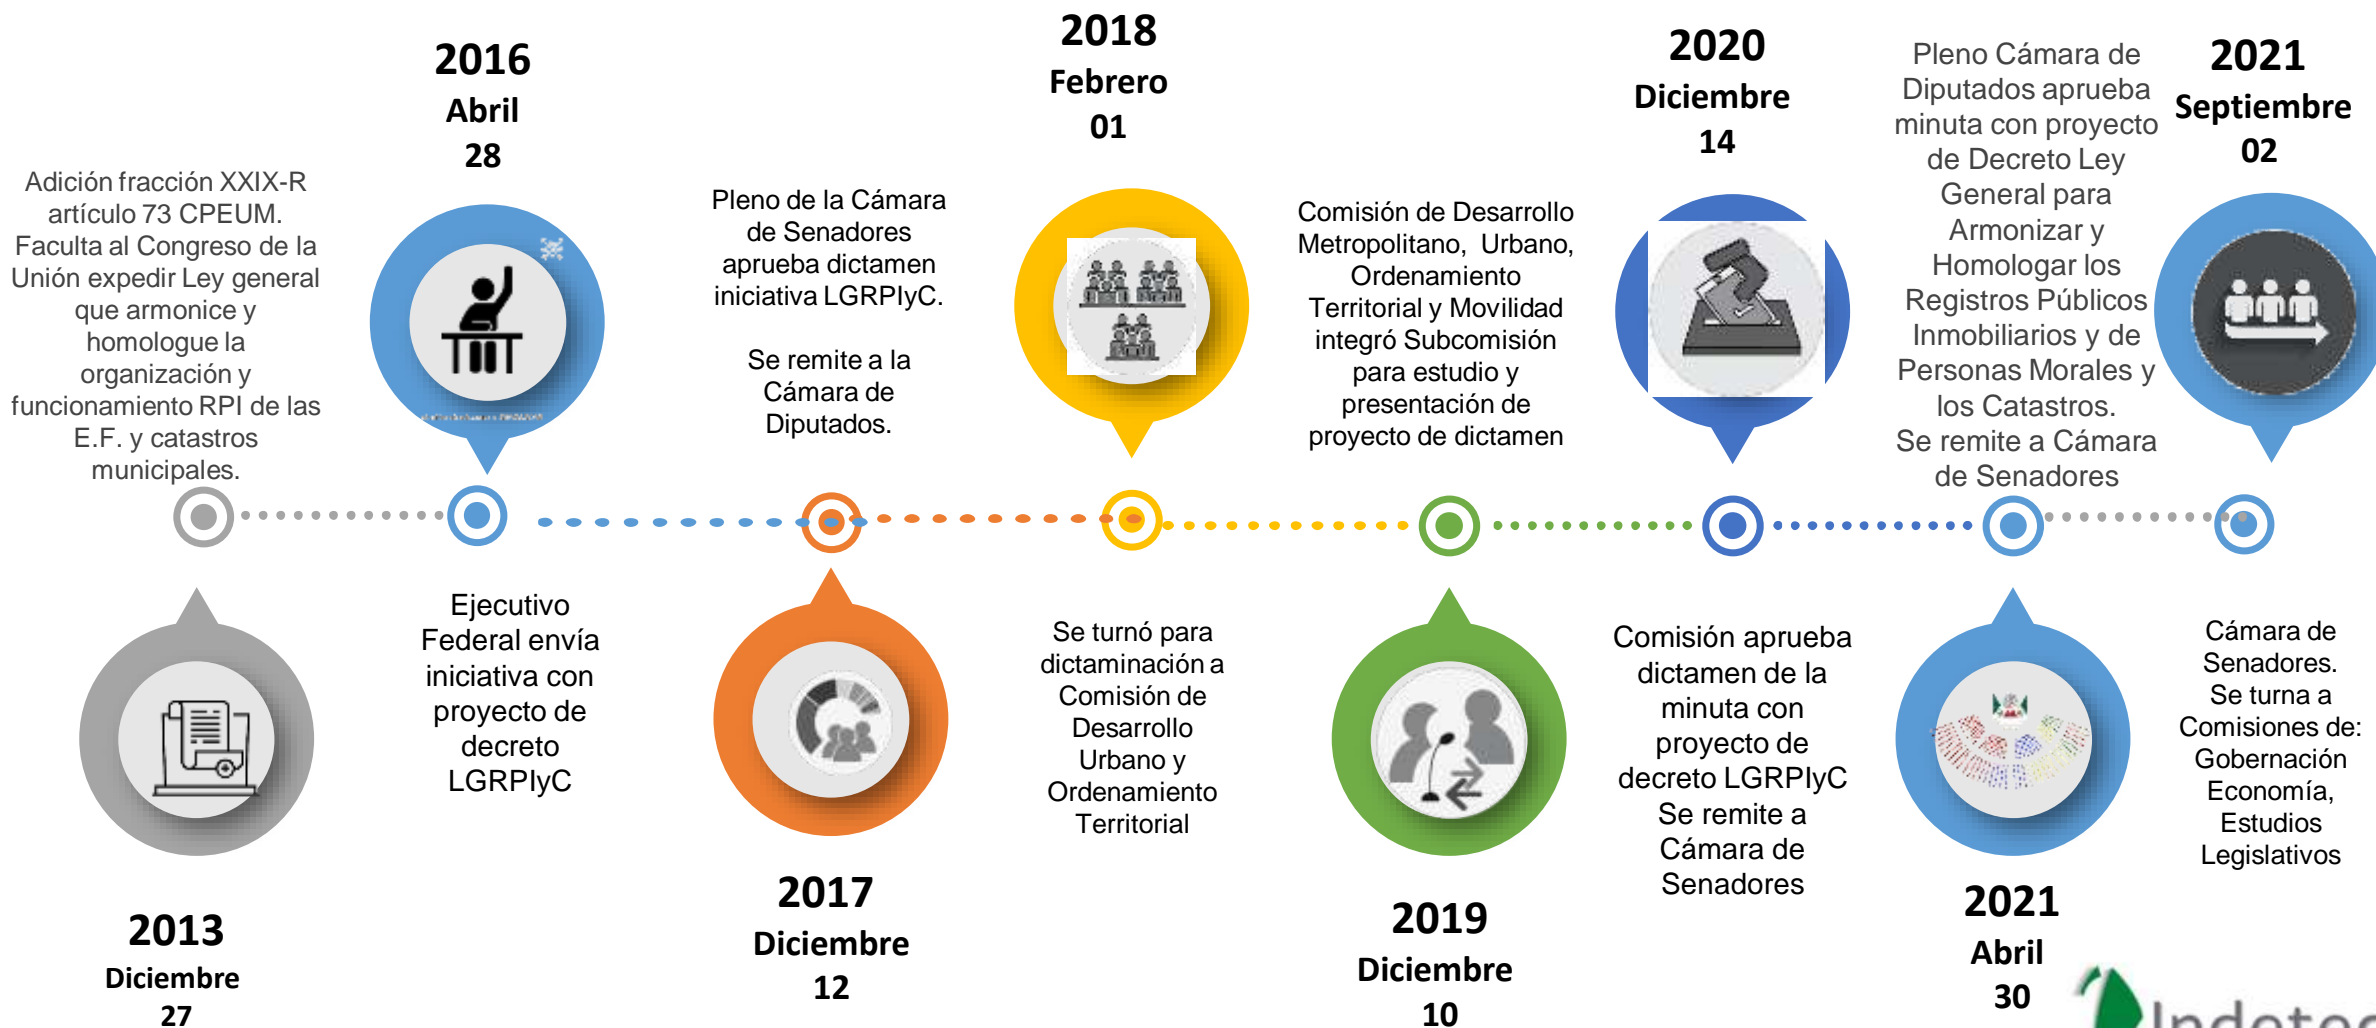 Adición fracción XXIX-R
artículo 73 CPEUM.
Faculta al Congreso de la
Unión expedir Ley general
que armonice y
homologue la
organización y
funcionamiento RPI de las
E.F. y catastros
municipales.
2013
Diciembre
27
2016
Abril
28
Ejecutivo
Federal envía
iniciativa con
proyecto de
decreto
LGRPIyC
Pleno de la Cámara
de Senadores
aprueba dictamen
iniciativa LGRPIyC.
Se remite a la
Cámara de
Diputados.
2017
Diciembre
12
2018
Febrero
01
Se turnó para
dictaminación a
Comisión de
Desarrollo
Urbano y
Ordenamiento
Territorial
Comisión de Desarrollo
Metropolitano, Urbano,
Ordenamiento
Territorial y Movilidad
integró Subcomisión
para estudio y
presentación de
proyecto de dictamen
2019
Diciembre
10
2020
Diciembre
14
Comisión aprueba
dictamen de la
minuta con
proyecto de
decreto LGRPIyC
Se remite a
Cámara de
Senadores
Pleno Cámara de
Diputados aprueba
minuta con proyecto
de Decreto Ley
General para
Armonizar y
Homologar los
Registros Públicos
Inmobiliarios y de
Personas Morales y
los Catastros.
Se remite a Cámara
de Senadores
2021
Abril
30
2021
Septiembre
02
Cámara de
Senadores.
Se turna a
Comisiones de:
Gobernación
Economía,
Estudios
Legislativos